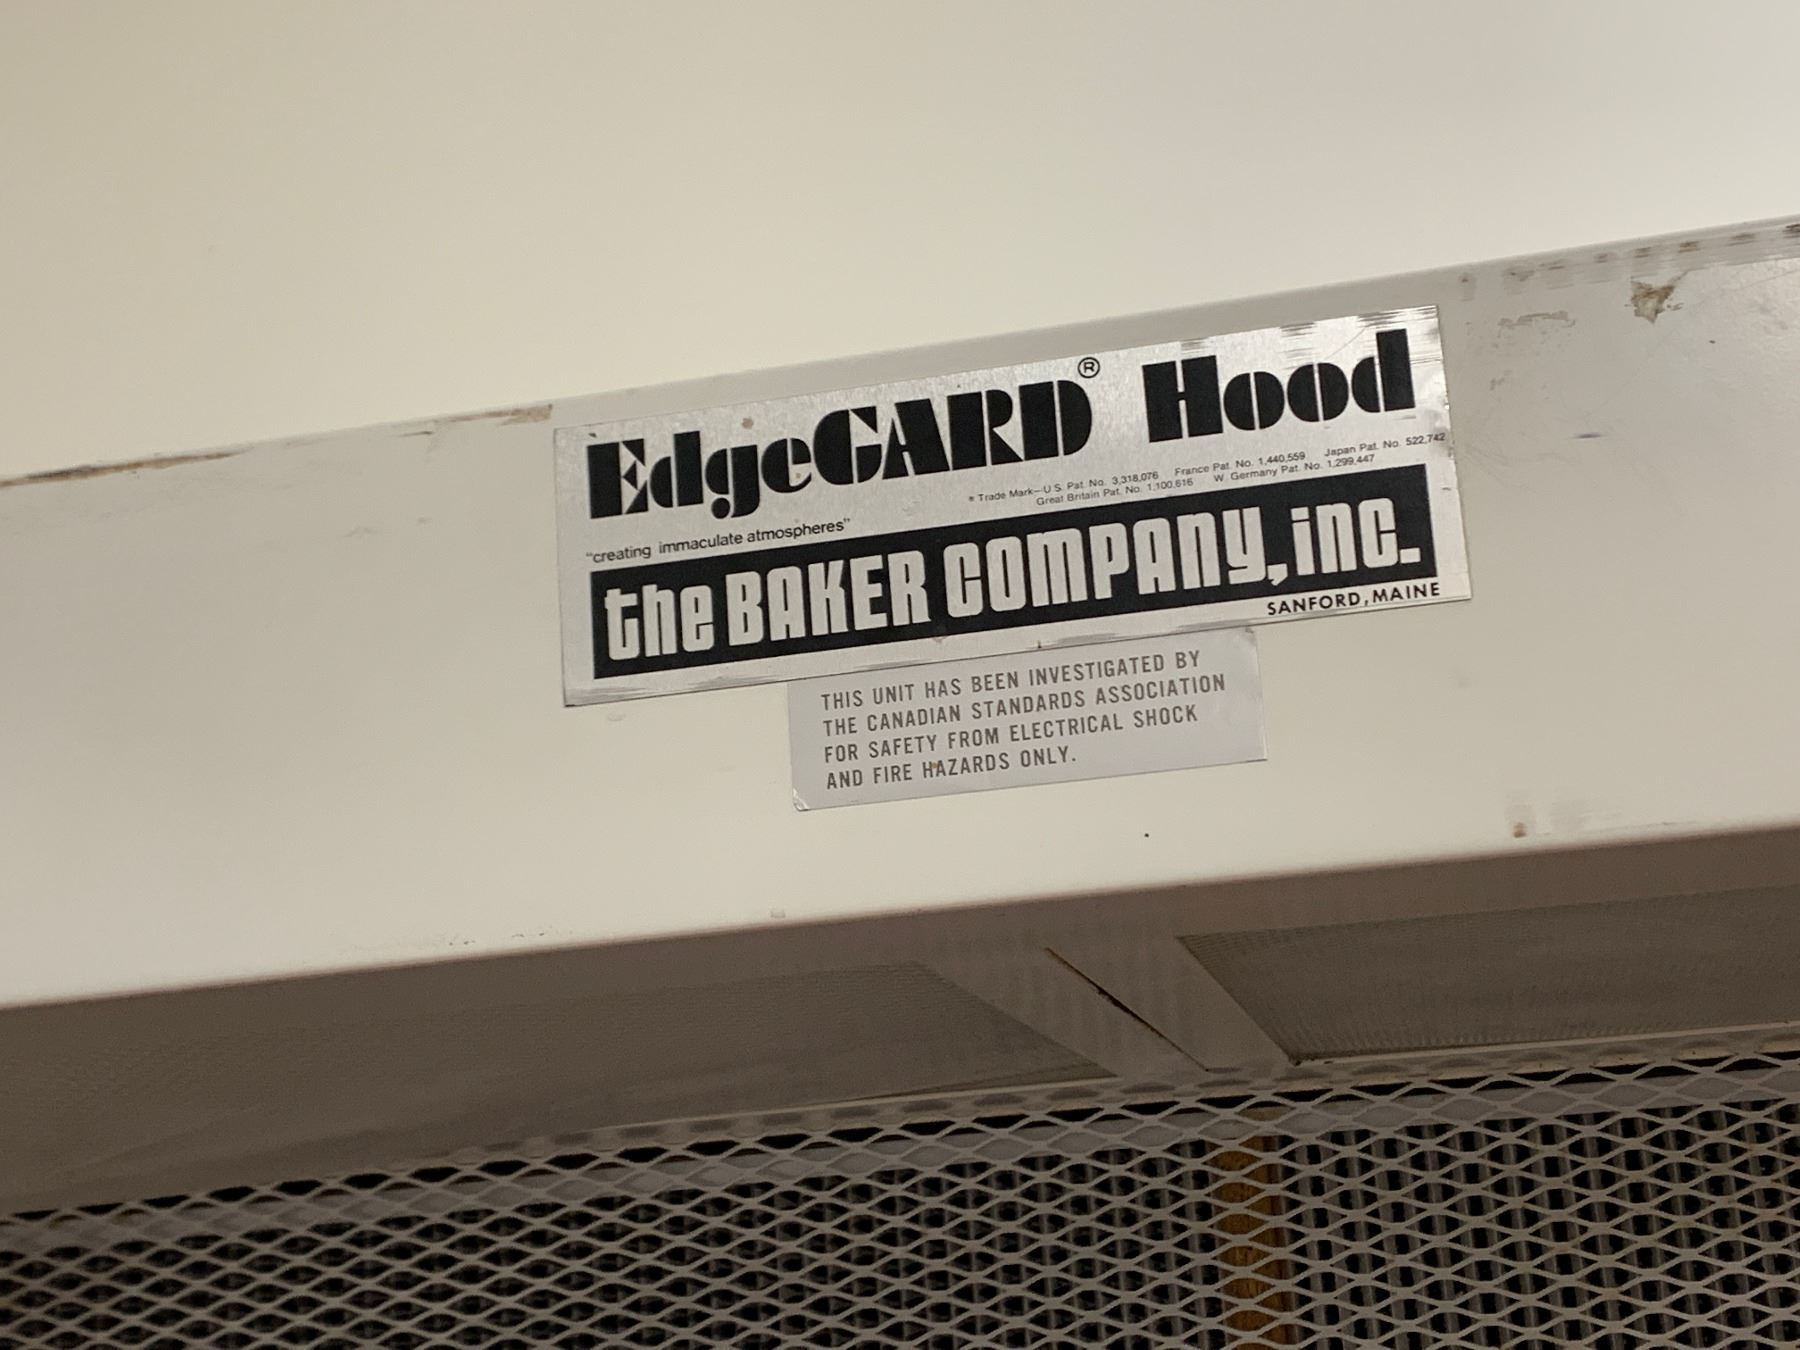 EdgeGARD® Hood
® Trade Mark—U.S. Pat. No. 3,318,076 France Pat. No. 1,440,559 Japan Pat. No. 522,742
Great Britain Pat. No. 1,100,616 W. Germany Pat. No. 1,299,447
"creating immaculate atmospheres"
the BAKER COMPANY, inc.
SANFORD, MAINE
THIS UNIT HAS BEEN INVESTIGATED BY
THE CANADIAN STANDARDS ASSOCIATION
FOR SAFETY FROM ELECTRICAL SHOCK
AND FIRE HAZARDS ONLY.